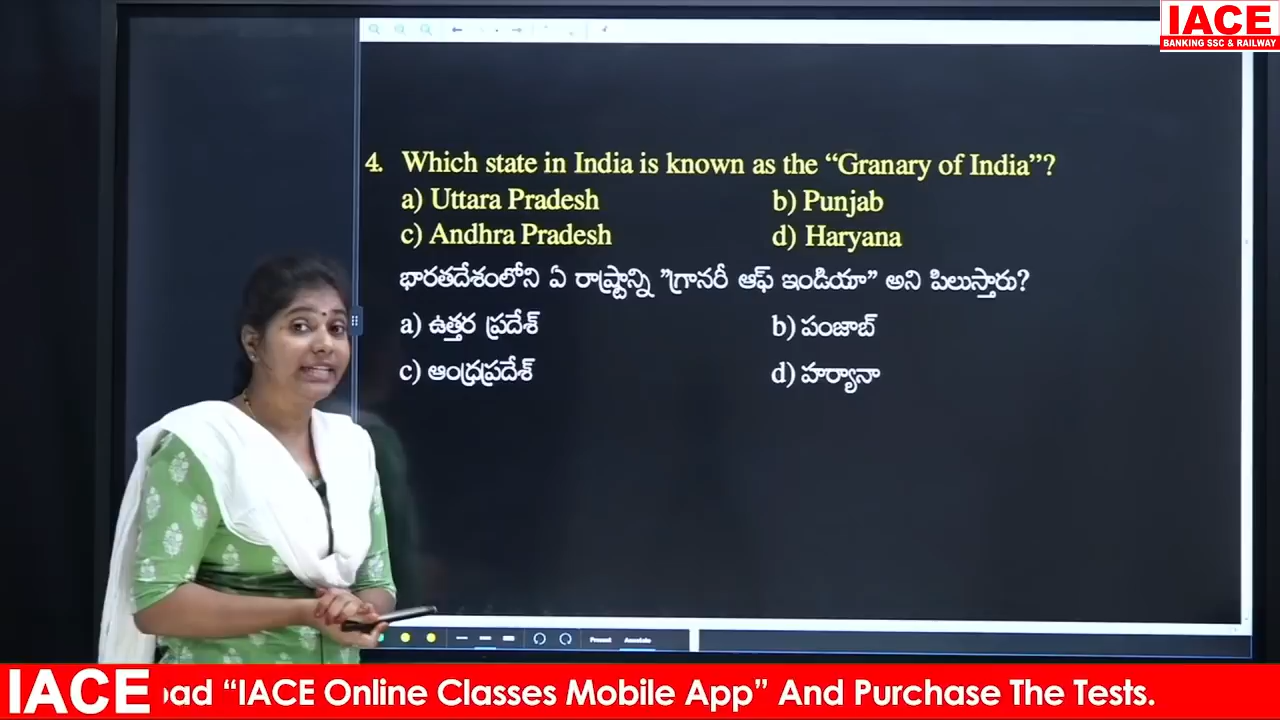 IACE
BANKING SSC & RAILWAY
4. Which state in India is known as the “Granary of India”?
a) Uttara Pradesh b) Punjab
c) Andhra Pradesh d) Haryana
భారతదేశంలోని ఏ రాష్ట్రాన్ని ”గ్రానరీ ఆఫ్ ఇండియా” అని పిలుస్తారు?
a) ఉత్తర ప్రదేశ్ b) పంజాబ్
c) ఆంధ్రప్రదేశ్ d) హర్యానా
Present Annotate
IACE oad “IACE Online Classes Mobile App” And Purchase The Tests.